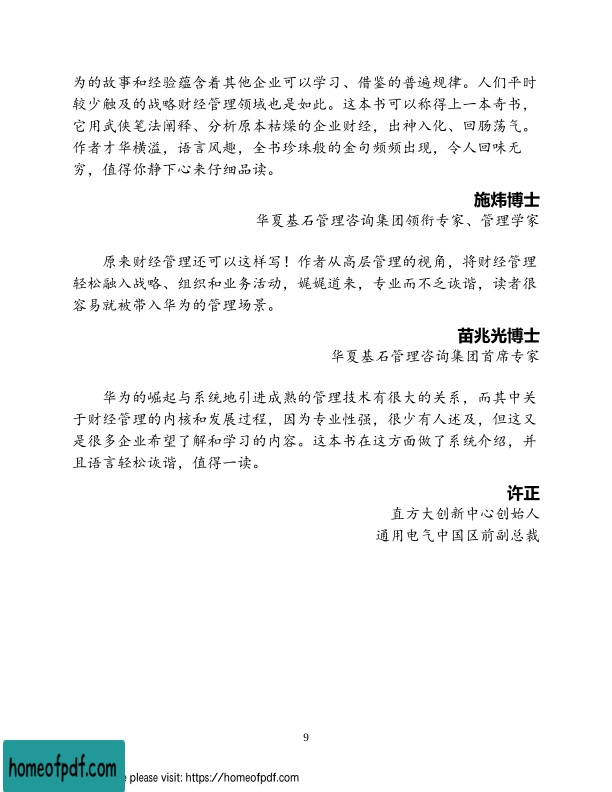 为的故事和经验蕴含着其他企业可以学习、借鉴的普遍规律。人们平时
较少触及的战略财经管理领域也是如此。这本书可以称得上一本奇书，
它用武侠笔法阐释、分析原本枯燥的企业财经，出神入化、回肠荡气。
作者才华横溢，语言风趣，全书珍珠般的金句频频出现，令人回味无
穷，值得你静下心来仔细品读。
施炜博士
华夏基石管理咨询集团领衔专家、管理学家
原来财经管理还可以这样写！作者从高层管理的视角，将财经管理
轻松融入战略、组织和业务活动，娓娓道来，专业而不乏诙谐，读者很
容易就被带入华为的管理场景。
苗兆光博士
华夏基石管理咨询集团首席专家
华为的崛起与系统地引进成熟的管理技术有很大的关系，而其中关
于财经管理的内核和发展过程，因为专业性强，很少有人述及，但这又
是很多企业希望了解和学习的内容。这本书在这方面做了系统介绍，并
且语言轻松诙谐，值得一读。
许正
直方大创新中心创始人
通用电气中国区前副总裁
9
homeofpdf.com
please visit: https://homeofpdf.com